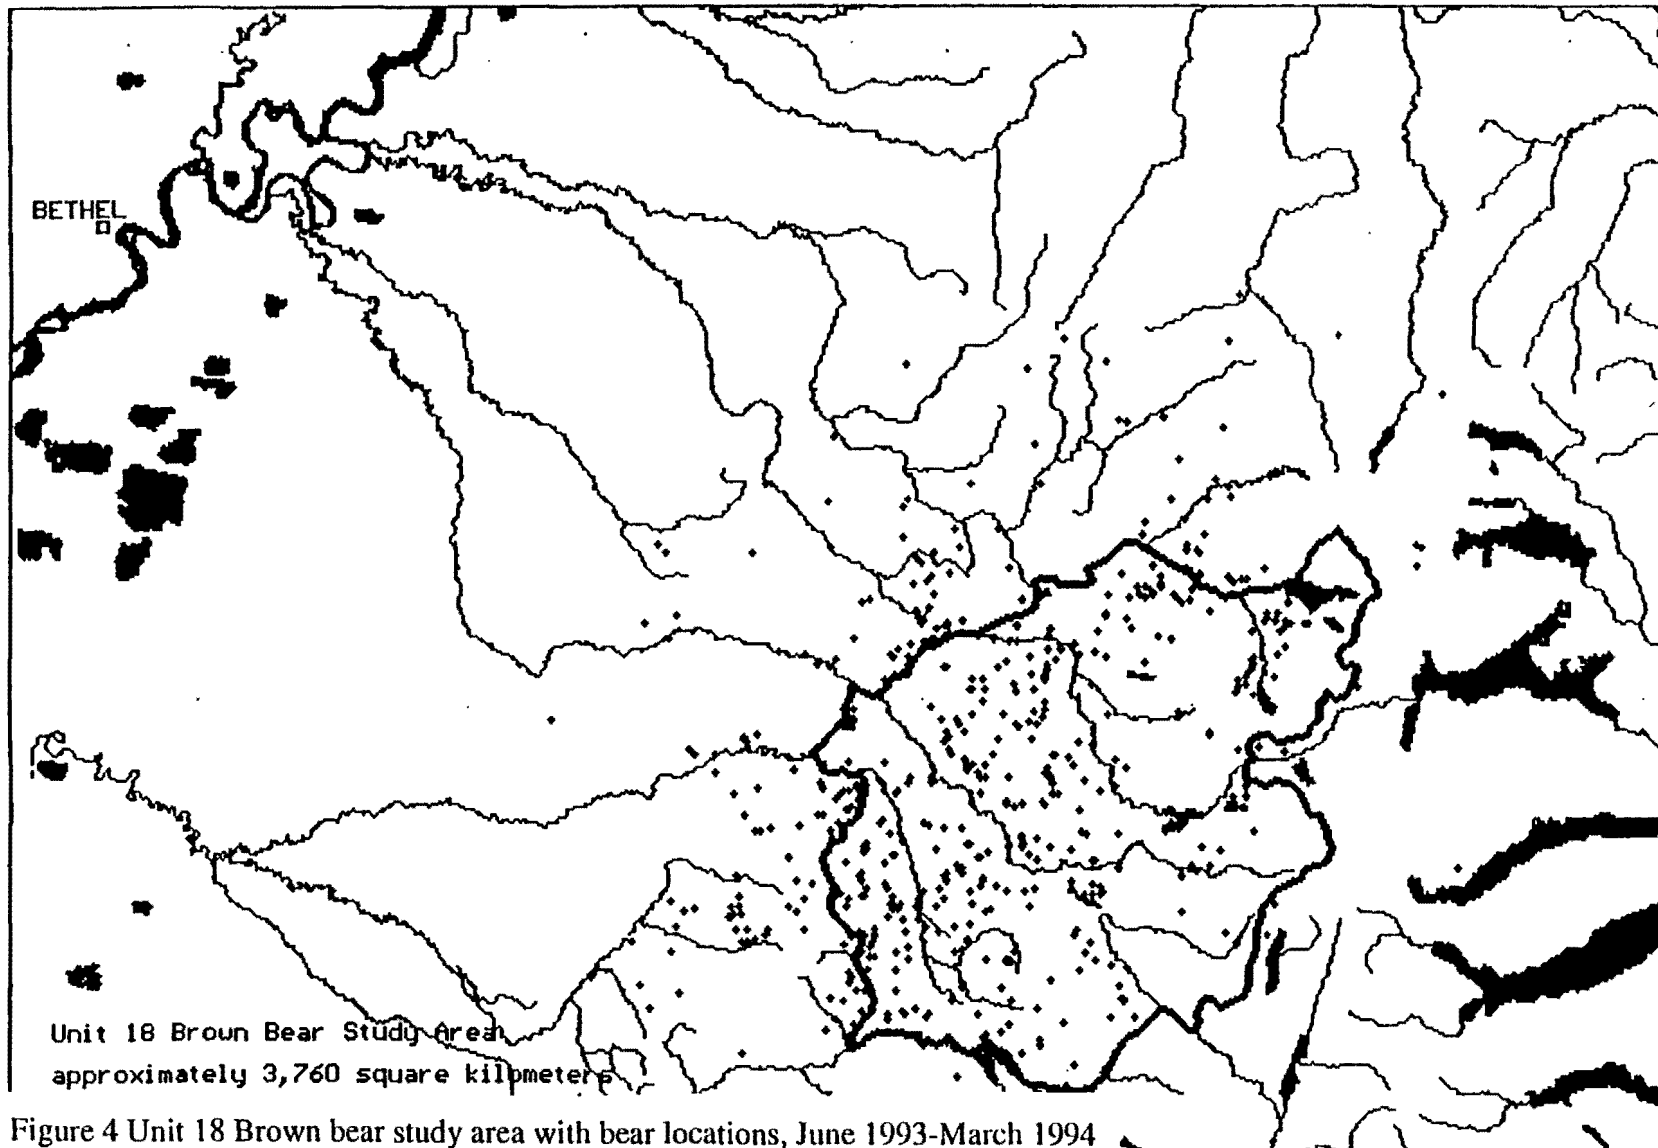 BETHEL
Unit 18 Brown Bear Study Area
approximately 3,760 square kilometers
Figure 4 Unit 18 Brown bear study area with bear locations, June 1993-March 1994